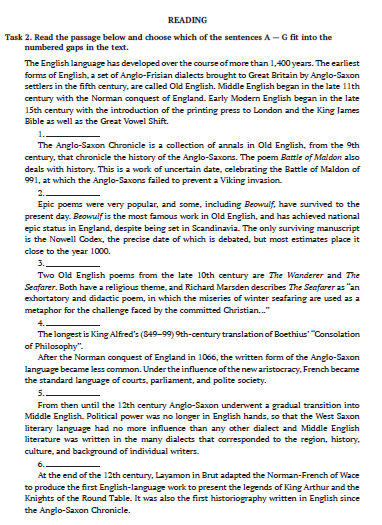 READING
Task 2. Read the passage below and choose which of the sentences A — G fit into the
numbered gaps in the text.
The English language has developed over the course of more than 1,400 years. The earliest
forms of English, a set of Anglo-Frisian dialects brought to Great Britain by Anglo-Saxon
settlers in the fifth century, are called Old English. Middle English began in the late 11th
century with the Norman conquest of England. Early Modern English began in the late
15th century with the introduction of the printing press to London and the King James
Bible as well as the Great Vowel Shift.
1. ___________
The Anglo-Saxon Chronicle is a collection of annals in Old English, from the 9th
century, that chronicle the history of the Anglo-Saxons. The poem Battle of Maldon also
deals with history. This is a work of uncertain date, celebrating the Battle of Maldon of
991, at which the Anglo-Saxons failed to prevent a Viking invasion.
2. ___________
Epic poems were very popular, and some, including Beowulf, have survived to the
present day. Beowulf is the most famous work in Old English, and has achieved national
epic status in England, despite being set in Scandinavia. The only surviving manuscript
is the Nowell Codex, the precise date of which is debated, but most estimates place it
close to the year 1000.
3. ___________
Two Old English poems from the late 10th century are The Wanderer and The
Seafarer. Both have a religious theme, and Richard Marsden describes The Seafarer as "an
exhortatory and didactic poem, in which the miseries of winter seafaring are used as a
metaphor for the challenge faced by the committed Christian..."
4. ___________
The longest is King Alfred's (849–99) 9th-century translation of Boethius' "Consolation
of Philosophy".
After the Norman conquest of England in 1066, the written form of the Anglo-Saxon
language became less common. Under the influence of the new aristocracy, French became
the standard language of courts, parliament, and polite society.
5. ___________
From then until the 12th century Anglo-Saxon underwent a gradual transition into
Middle English. Political power was no longer in English hands, so that the West Saxon
literary language had no more influence than any other dialect and Middle English
literature was written in the many dialects that corresponded to the region, history,
culture, and background of individual writers.
6. ___________
At the end of the 12th century, Layamon in Brut adapted the Norman-French of Wace
to produce the first English-language work to present the legends of King Arthur and the
Knights of the Round Table. It was also the first historiography written in English since
the Anglo-Saxon Chronicle.